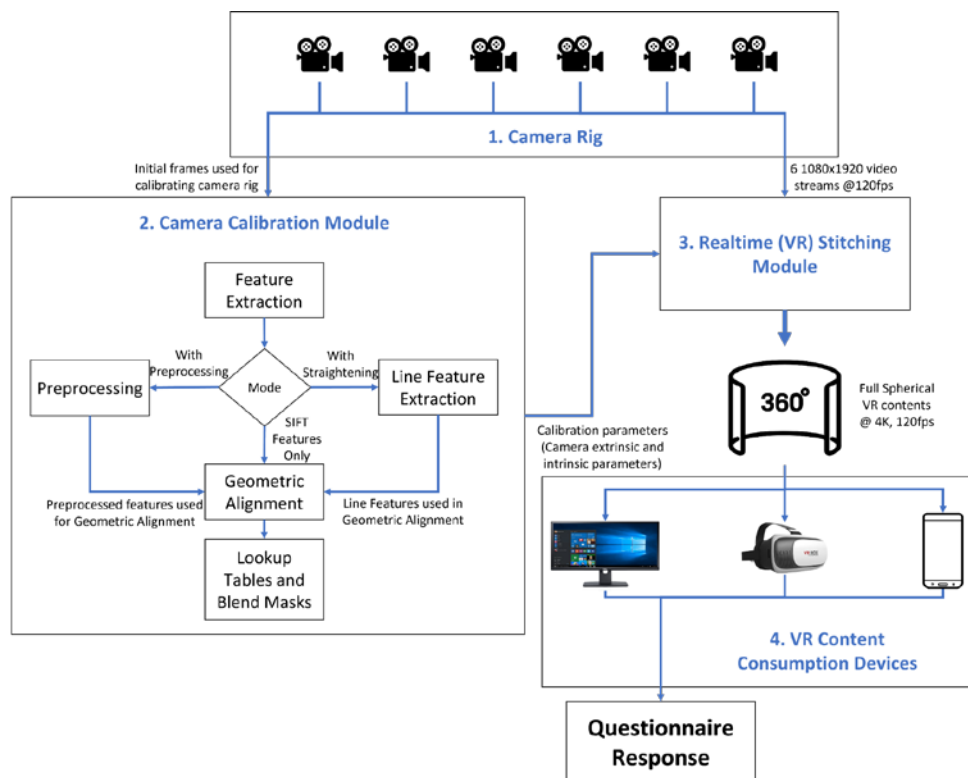 1. Camera Rig
Initial frames used for
calibrating camera rig
6 1080x1920 video
streams @120fps
2. Camera Calibration Module
Feature
Extraction
With
Preprocessing
With
Straightening
Preprocessing
Mode
Line Feature
Extraction
SIFT
Features
Only
Geometric
Alignment
Preprocessed features used
for Geometric Alignment
Line Features used in
Geometric Alignment
Lookup
Tables and
Blend Masks
3. Realtime (VR) Stitching
Module
Calibration parameters
(Camera extrinsic and
intrinsic parameters)
360°
Full Spherical
VR contents
@ 4K, 120fps
4. VR Content
Consumption Devices
Questionnaire
Response